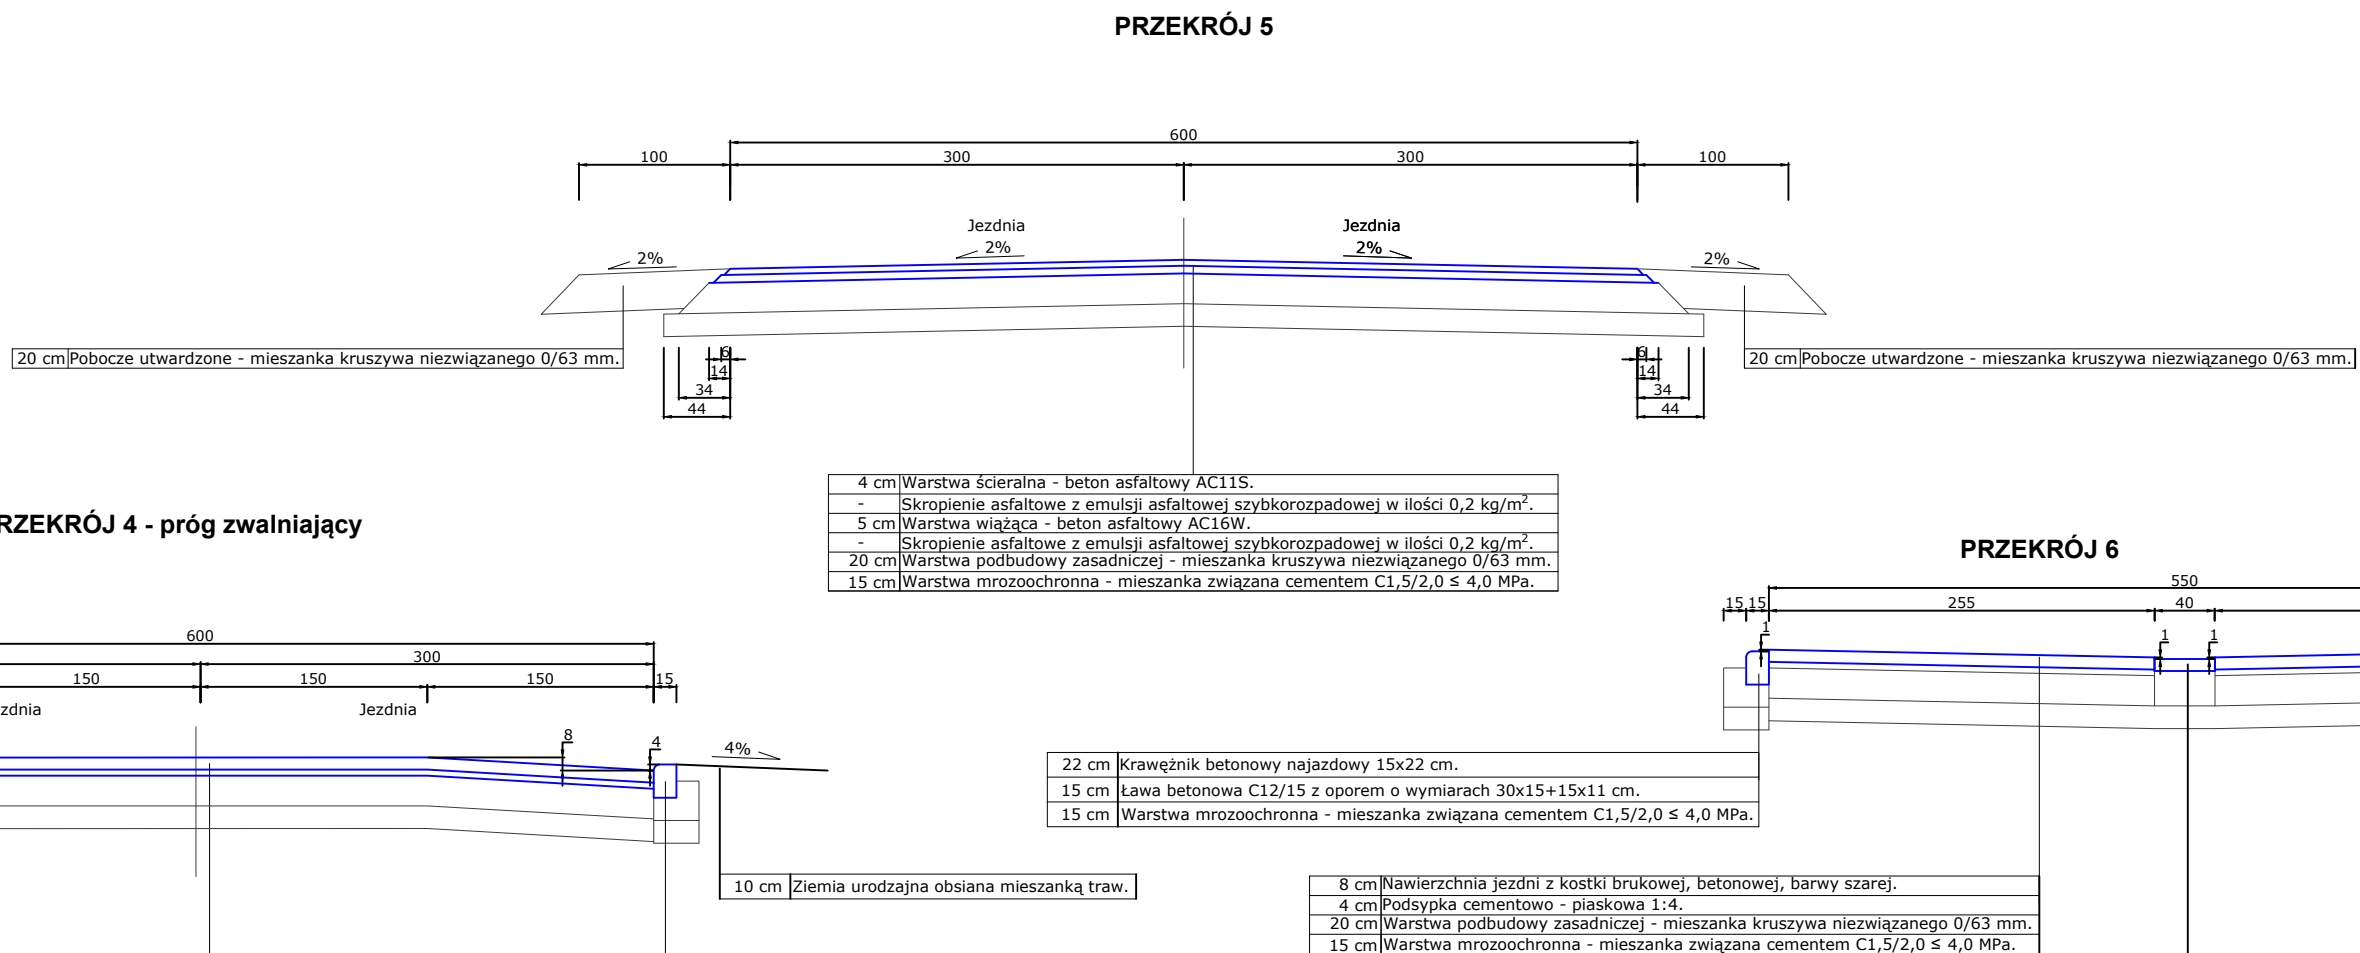 PRZEKRÓJ 5
600
100 300 300 100
Jezdnia Jezdnia
2% 2% 2% 2%
20 cm Pobocze utwardzone - mieszanka kruszywa niezwiązanego 0/63 mm.
20 cm Pobocze utwardzone - mieszanka kruszywa niezwiązanego 0/63 mm.
6 6
14 14
34 34
44 44
4 cm Warstwa ścieralna - beton asfaltowy AC11S.
- Skropienie asfaltowe z emulsji asfaltowej szybkorozpadowej w ilości 0,2 kg/m².
5 cm Warstwa wiążąca - beton asfaltowy AC16W.
- Skropienie asfaltowe z emulsji asfaltowej szybkorozpadowej w ilości 0,2 kg/m².
20 cm Warstwa podbudowy zasadniczej - mieszanka kruszywa niezwiązanego 0/63 mm.
15 cm Warstwa mrozoochronna - mieszanka związana cementem C1,5/2,0 ≤ 4,0 MPa.
RZEKRÓJ 4 - próg zwalniający
600
300
150 150 150 15
zdnia Jezdnia
8 4 4%
10 cm Ziemia urodzajna obsiana mieszanką traw.
PRZEKRÓJ 6
550
15 15 255 40
1 1 1
22 cm Krawężnik betonowy najazdowy 15x22 cm.
15 cm Ława betonowa C12/15 z oporem o wymiarach 30x15+15x11 cm.
15 cm Warstwa mrozoochronna - mieszanka związana cementem C1,5/2,0 ≤ 4,0 MPa.
8 cm Nawierzchnia jezdni z kostki brukowej, betonowej, barwy szarej.
4 cm Podsypka cementowo - piaskowa 1:4.
20 cm Warstwa podbudowy zasadniczej - mieszanka kruszywa niezwiązanego 0/63 mm.
15 cm Warstwa mrozoochronna - mieszanka związana cementem C1,5/2,0 ≤ 4,0 MPa.